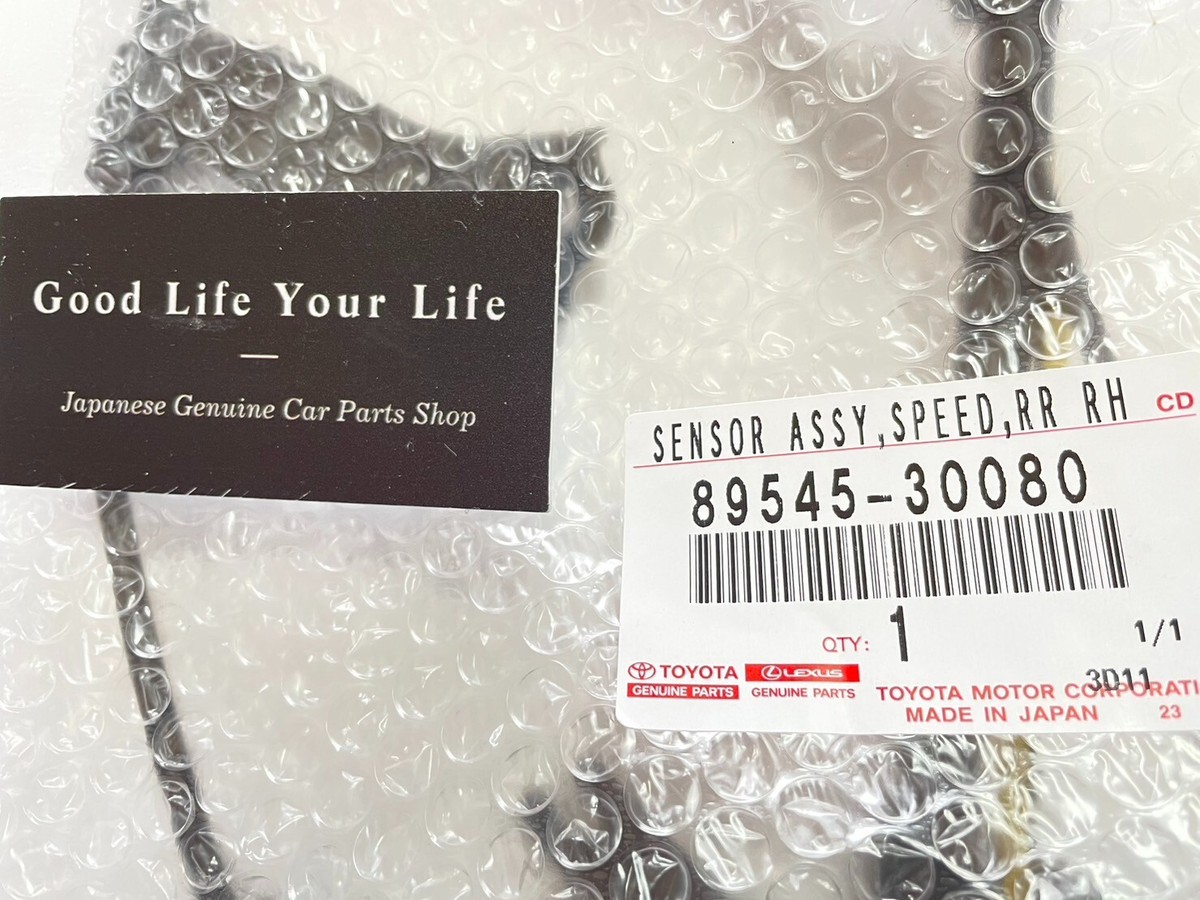 Good Life Your Life
Japanese Genuine Car Parts Shop
SENSOR ASSY,SPEED,RR RH
CD
89545-30080
QTY: 1
1/1
TOYOTA
GENUINE PARTS
LEXUS
GENUINE PARTS
3D11
TOYOTA MOTOR CORPORATI
MADE IN JAPAN
23